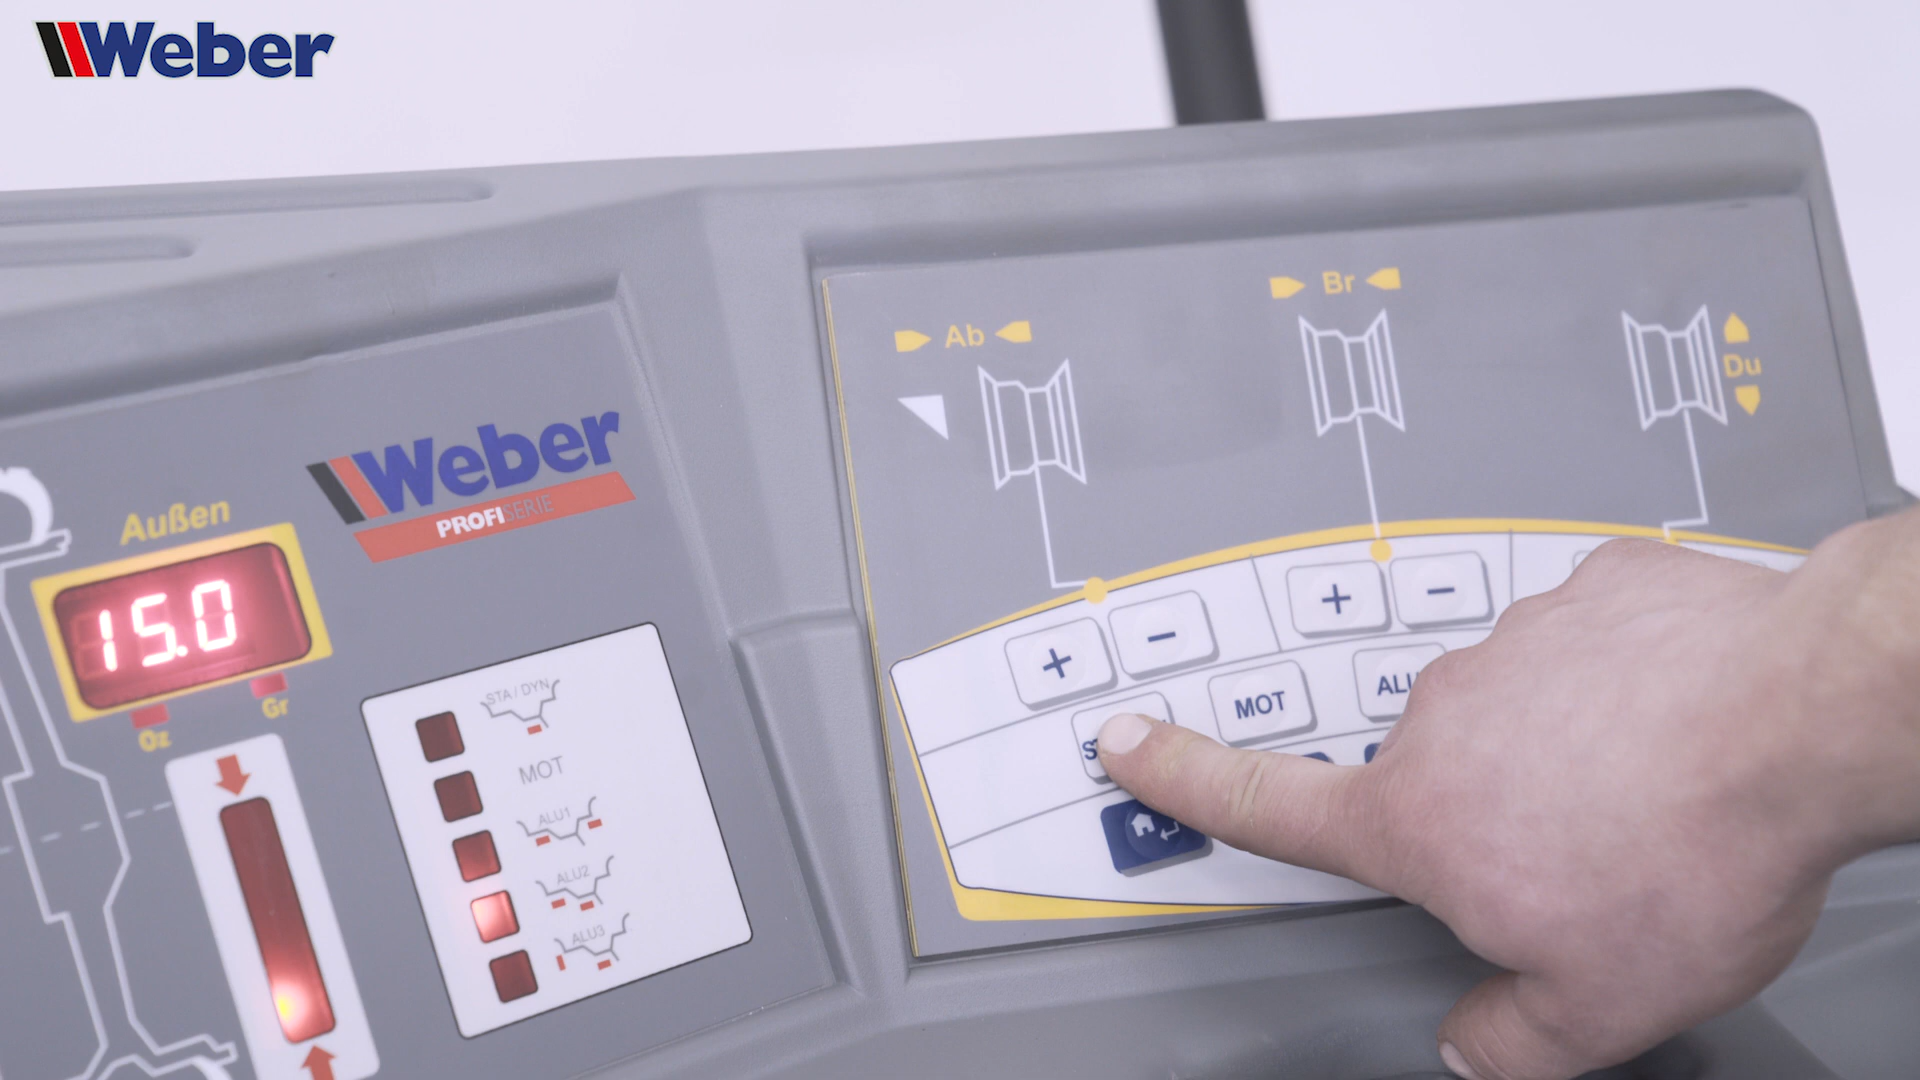 Weber
Ab
Br
Du
Weber
PROFISERIE
Außen
15.0
Oz
Gr
STA / DYN
MOT
ALU1
ALU2
ALU3
+
−
+
−
MOT